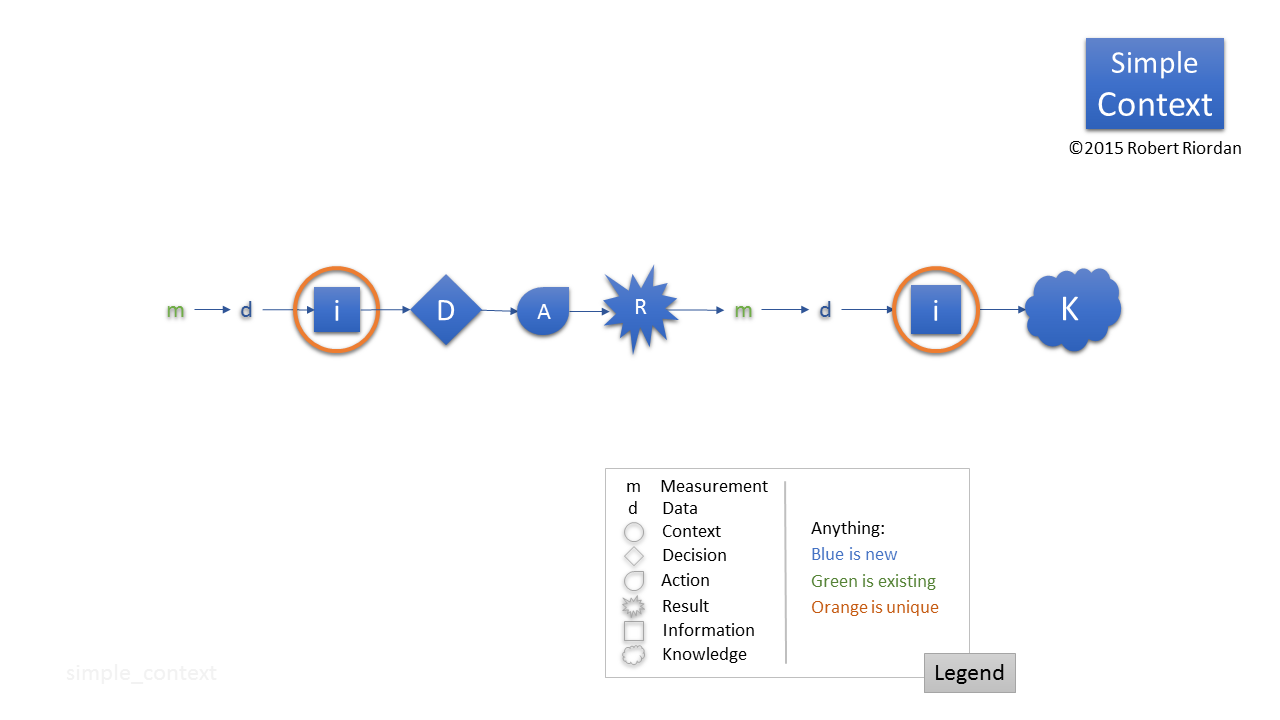 Simple
Context
©2015 Robert Riordan
m d i D A R m d i K
m Measurement
d Data
Context
Decision
Action
Result
Information
Knowledge
Anything:
Blue is new
Green is existing
Orange is unique
Legend
simple_context